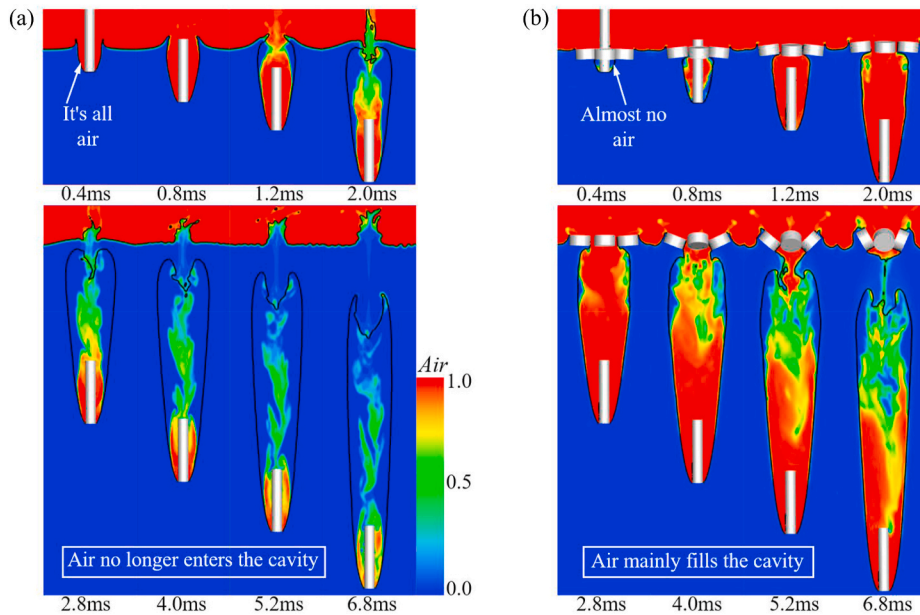 (a)
It's all
air
0.4ms 0.8ms 1.2ms 2.0ms
Air
1.0
0.5
0.0
Air no longer enters the cavity
2.8ms 4.0ms 5.2ms 6.8ms
(b)
Almost no
air
0.4ms 0.8ms 1.2ms 2.0ms
Air mainly fills the cavity
2.8ms 4.0ms 5.2ms 6.8ms